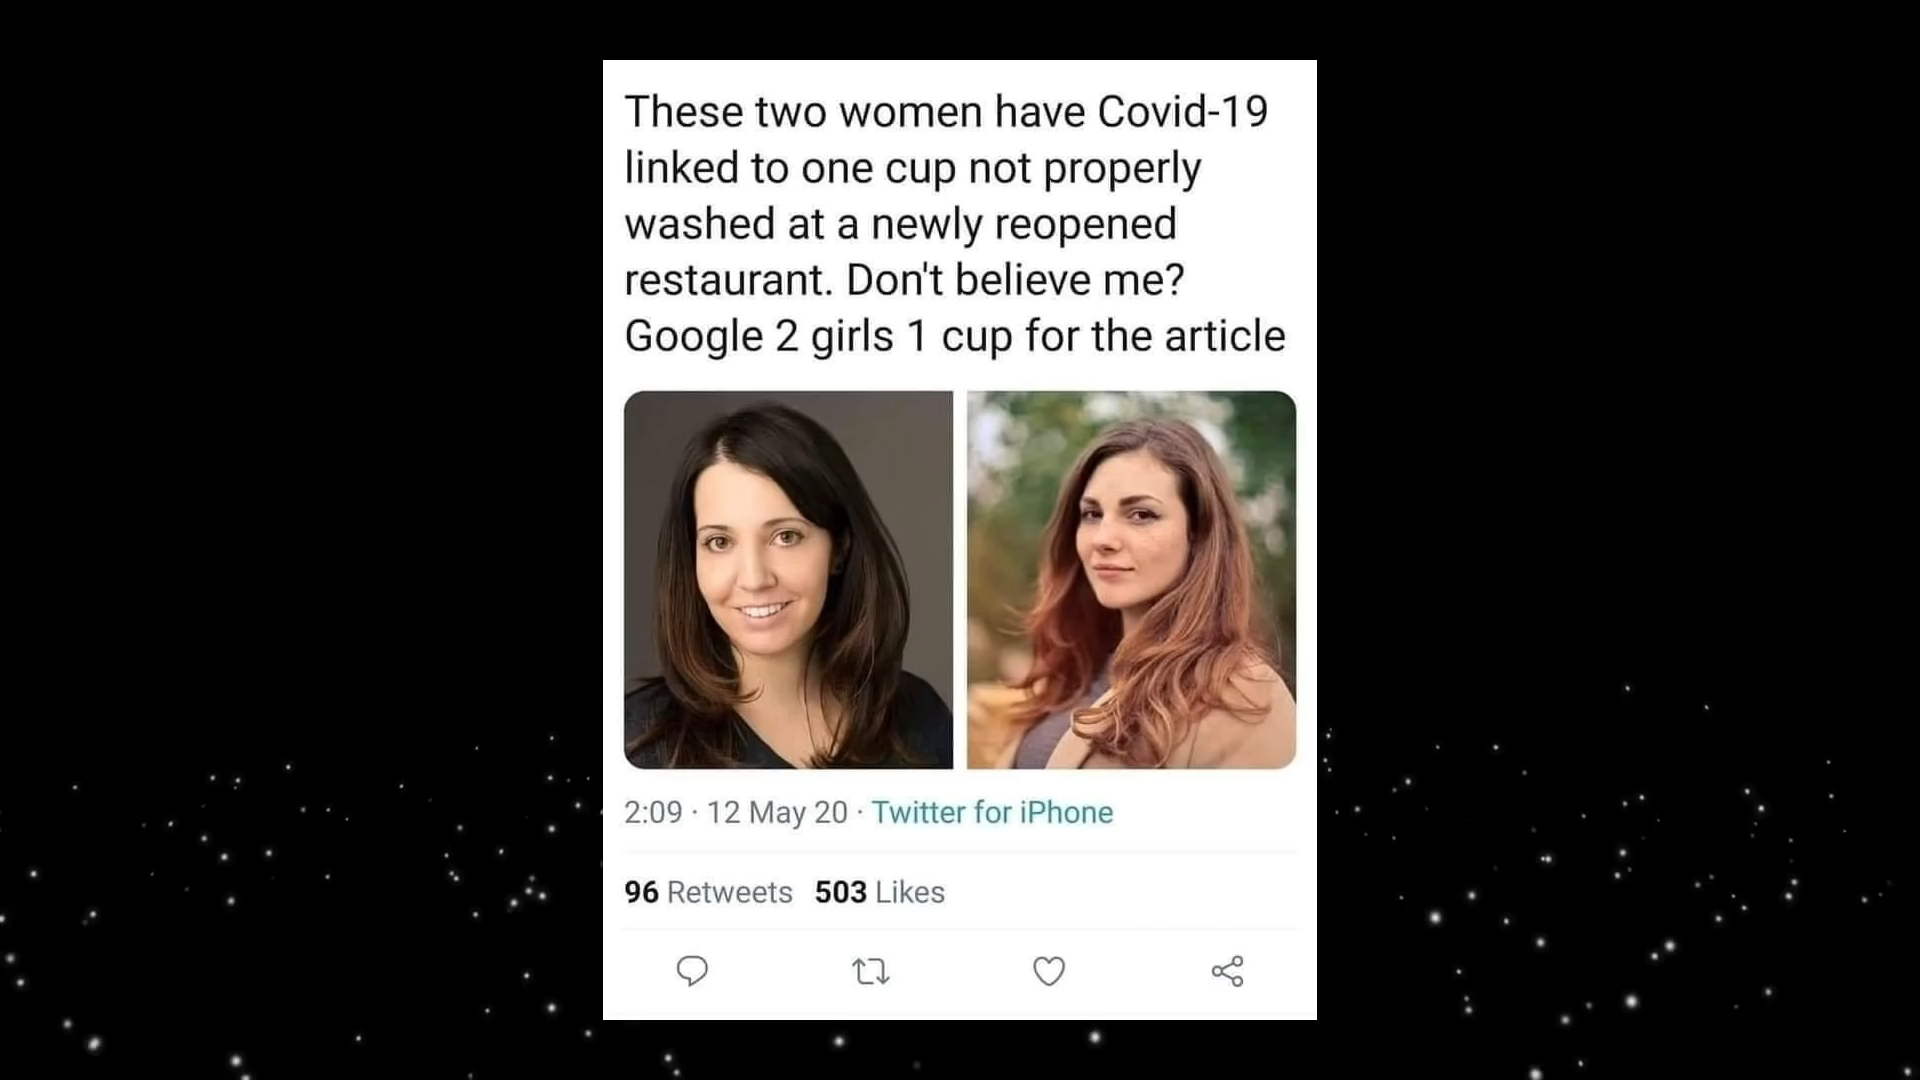 These two women have Covid-19
linked to one cup not properly
washed at a newly reopened
restaurant. Don't believe me?
Google 2 girls 1 cup for the article
2:09 · 12 May 20 · Twitter for iPhone
96 Retweets 503 Likes